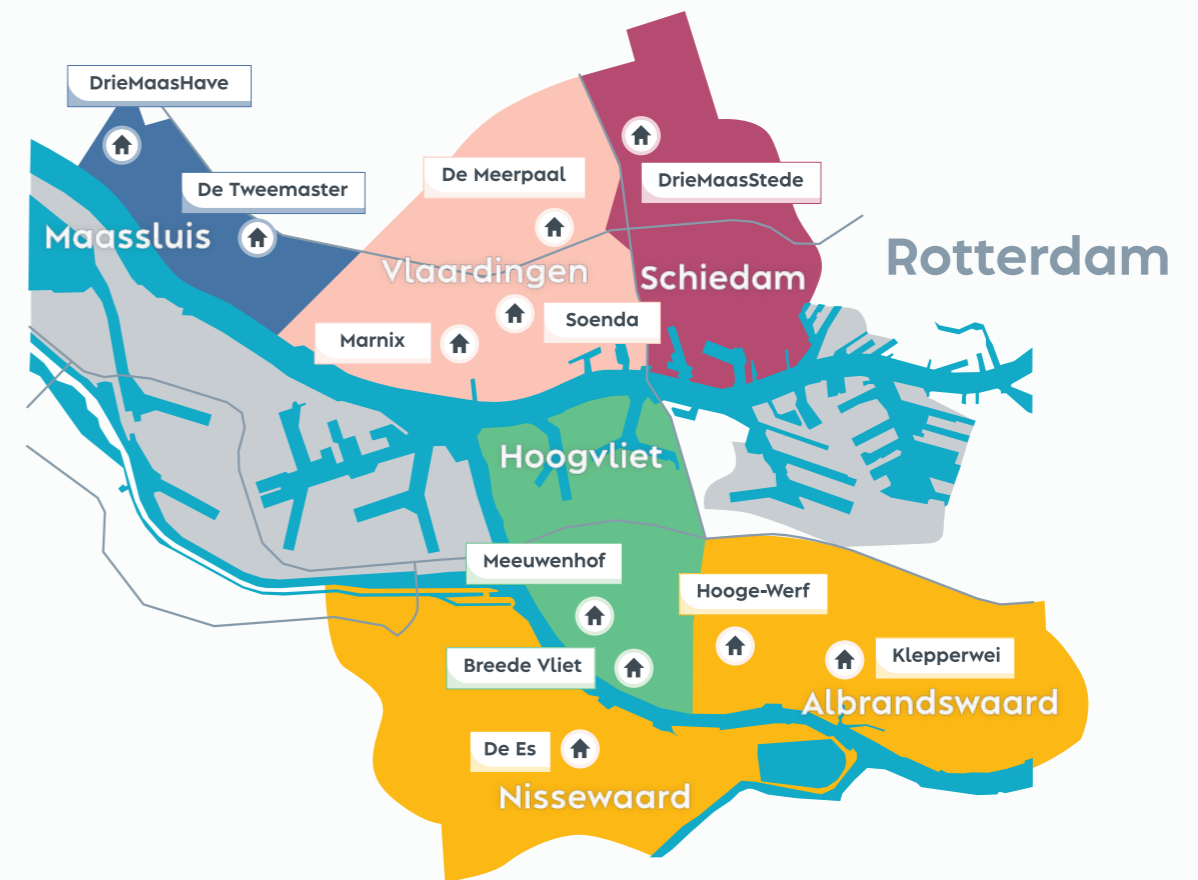 DrieMaasHave
De Tweemaster
Maassluis
De Meerpaal
DrieMaasStede
Vlaardingen
Schiedam
Rotterdam
Marnix
Soenda
Hoogvliet
Meeuwenhof
Hooge-Werf
Breede Vliet
Klepperwei
Albrandswaard
De Es
Nissewaard